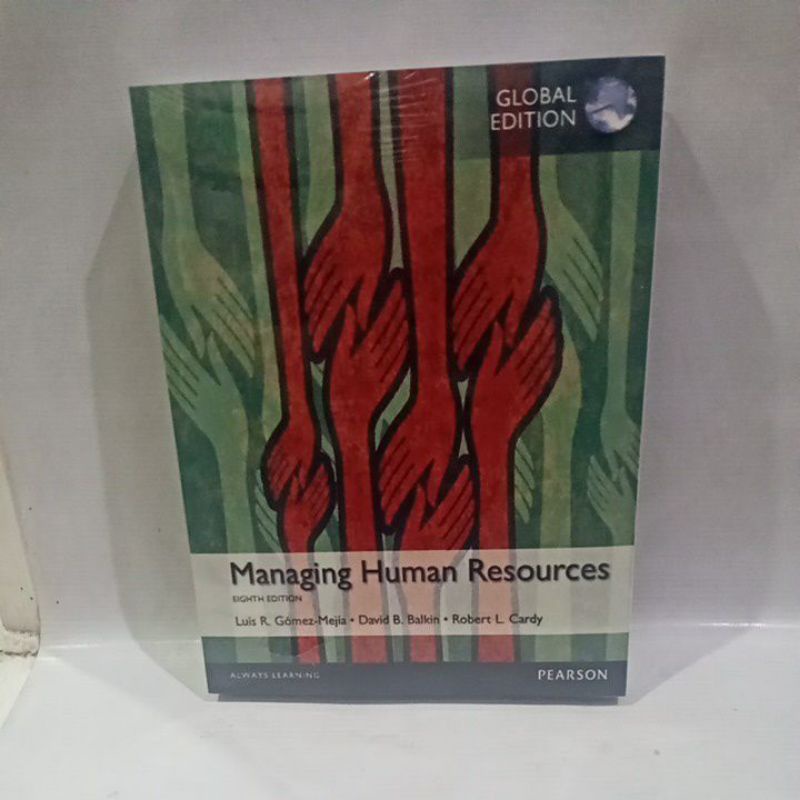 GLOBAL
EDITION
Managing Human Resources
EIGHTH EDITION
Luis R. Gómez-Mejía • David B. Balkin • Robert L. Cardy
ALWAYS LEARNING
PEARSON